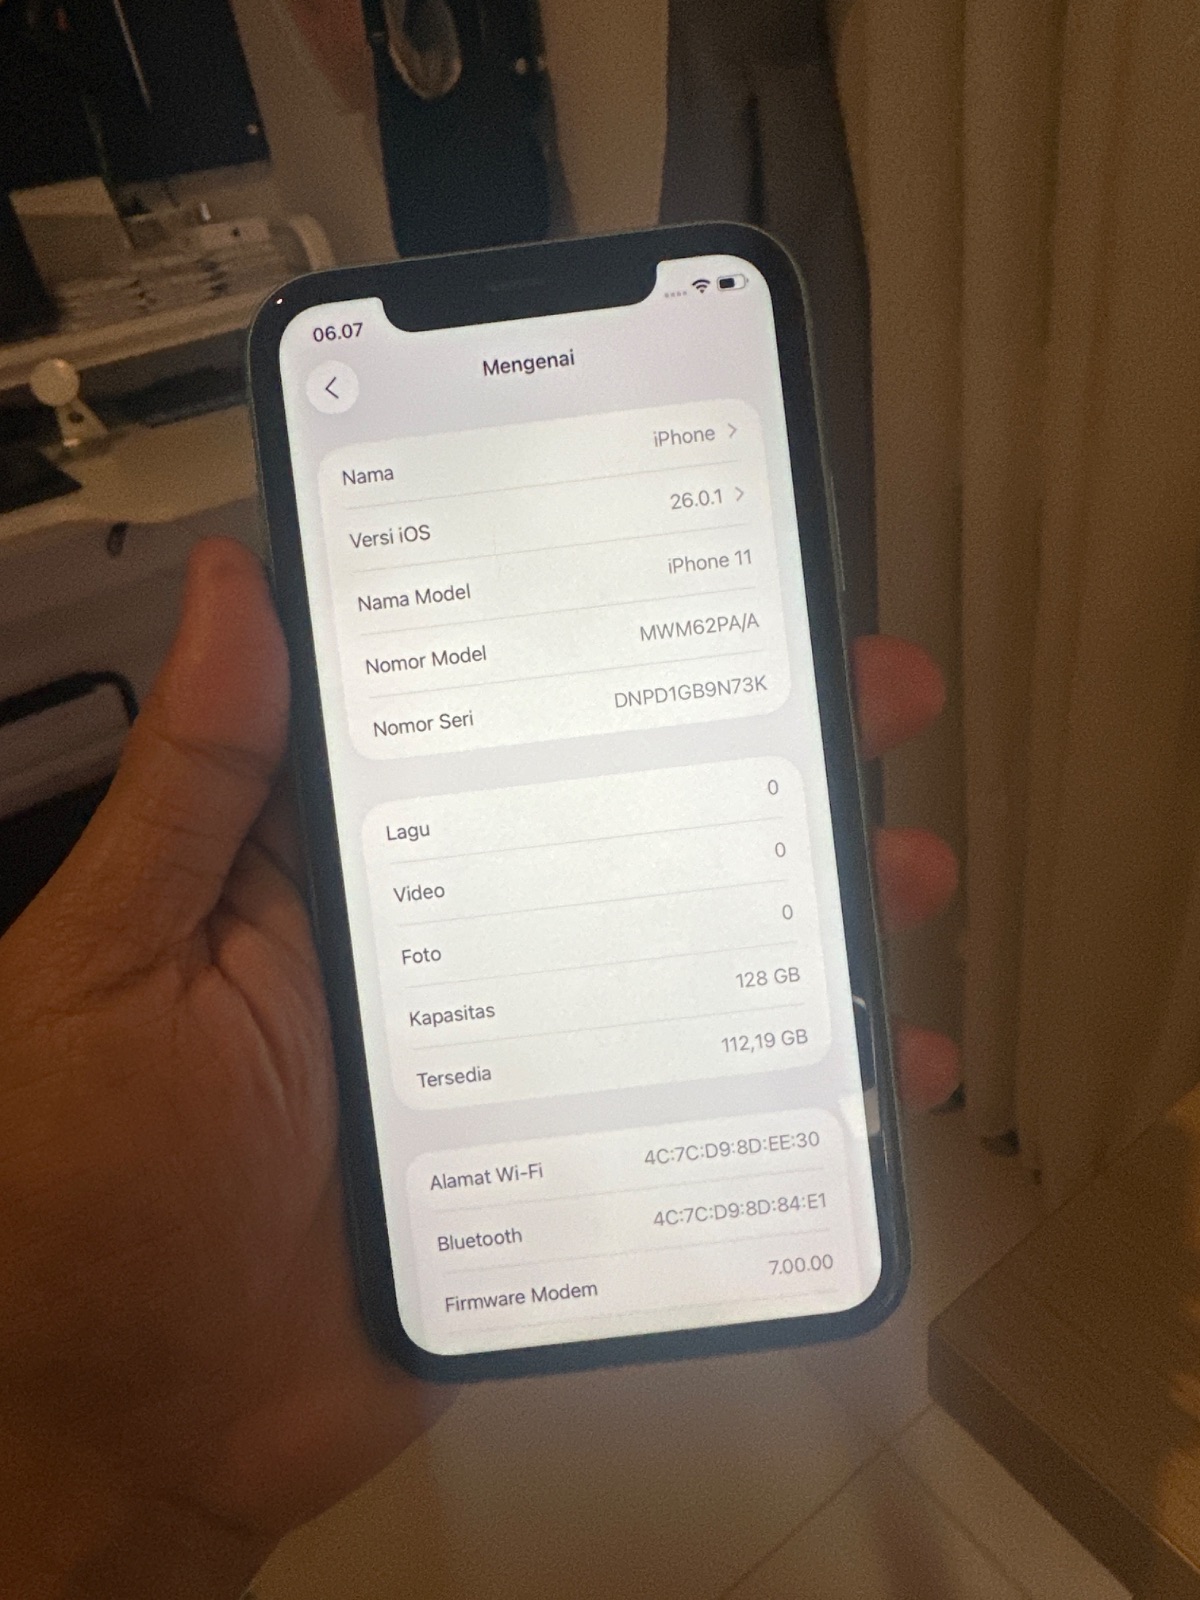 06.07
Mengenai
Nama iPhone
Versi iOS 26.0.1
Nama Model iPhone 11
Nomor Model MWM62PA/A
Nomor Seri DNPD1GB9N73K
Lagu 0
Video 0
Foto 0
Kapasitas 128 GB
Tersedia 112,19 GB
Alamat Wi-Fi 4C:7C:D9:8D:EE:30
Bluetooth 4C:7C:D9:8D:84:E1
Firmware Modem 7.00.00